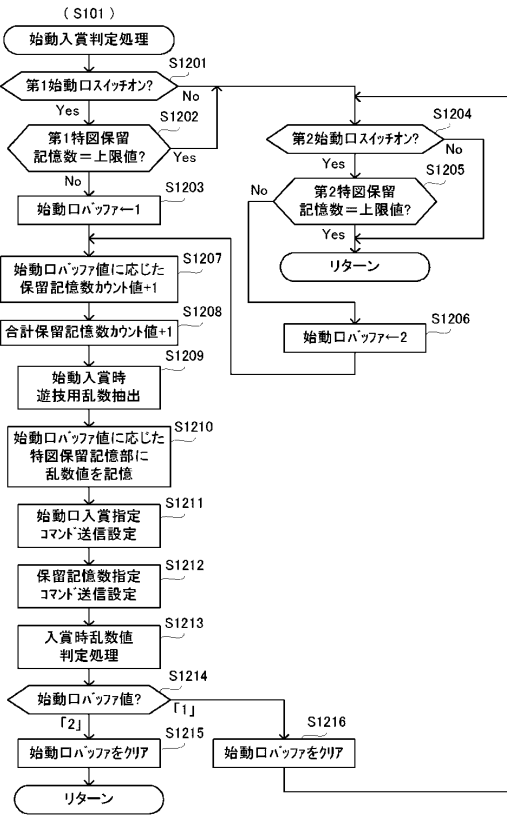 (S101)
始動入賞判定処理
S1201
第1始動口スイッチオン?
No
Yes
S1202
第1特図保留
記憶数=上限値?
Yes
No
S1203
始動口バッファ←1
S1204
第2始動口スイッチオン?
No
Yes
S1205
第2特図保留
記憶数=上限値?
No
Yes
リターン
S1206
始動口バッファ←2
S1207
始動口バッファ値に応じた
保留記憶数カウント値+1
S1208
合計保留記憶数カウント値+1
S1209
始動入賞時
遊技用乱数抽出
S1210
始動口バッファ値に応じた
特図保留記憶部に
乱数値を記憶
S1211
始動口入賞指定
コマンド送信設定
S1212
保留記憶数指定
コマンド送信設定
S1213
入賞時乱数値
判定処理
S1214
始動口バッファ値?
「1」
「2」
S1215
始動口バッファをクリア
S1216
始動口バッファをクリア
リターン